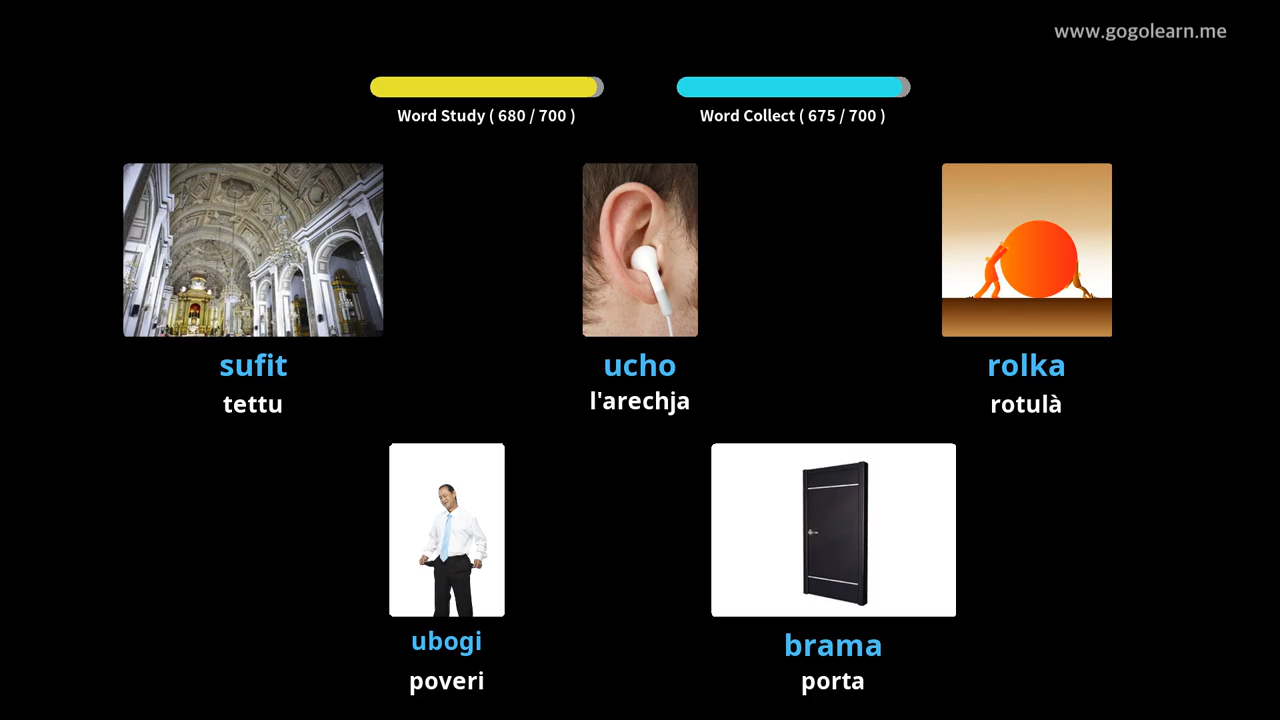 www.gogolearn.me
Word Study ( 680 / 700 )
Word Collect ( 675 / 700 )
sufit
tettu
ucho
l'arechja
rolka
rotulà
ubogi
poveri
brama
porta